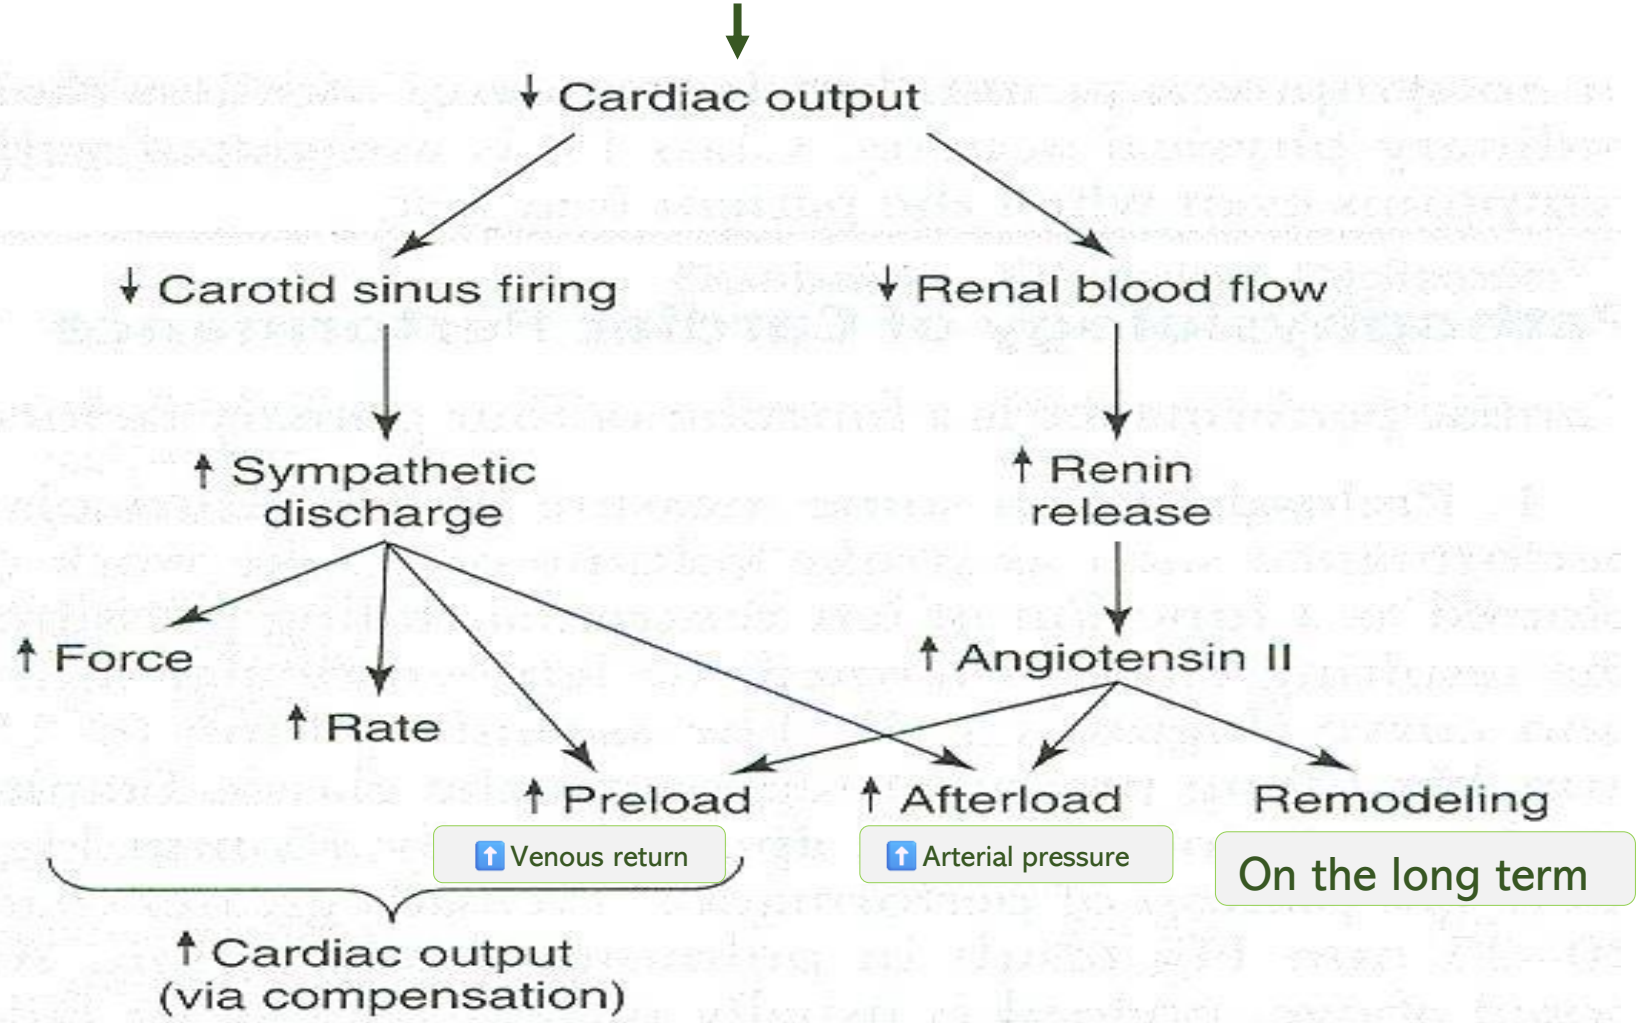 ↓ Cardiac output
↓ Carotid sinus firing
↓ Renal blood flow
↑ Sympathetic
discharge
↑ Renin
release
↑ Force
↑ Rate
↑ Angiotensin II
↑ Preload
↑ Afterload
Remodeling
⬆️ Venous return
⬆️ Arterial pressure
On the long term
↑ Cardiac output
(via compensation)